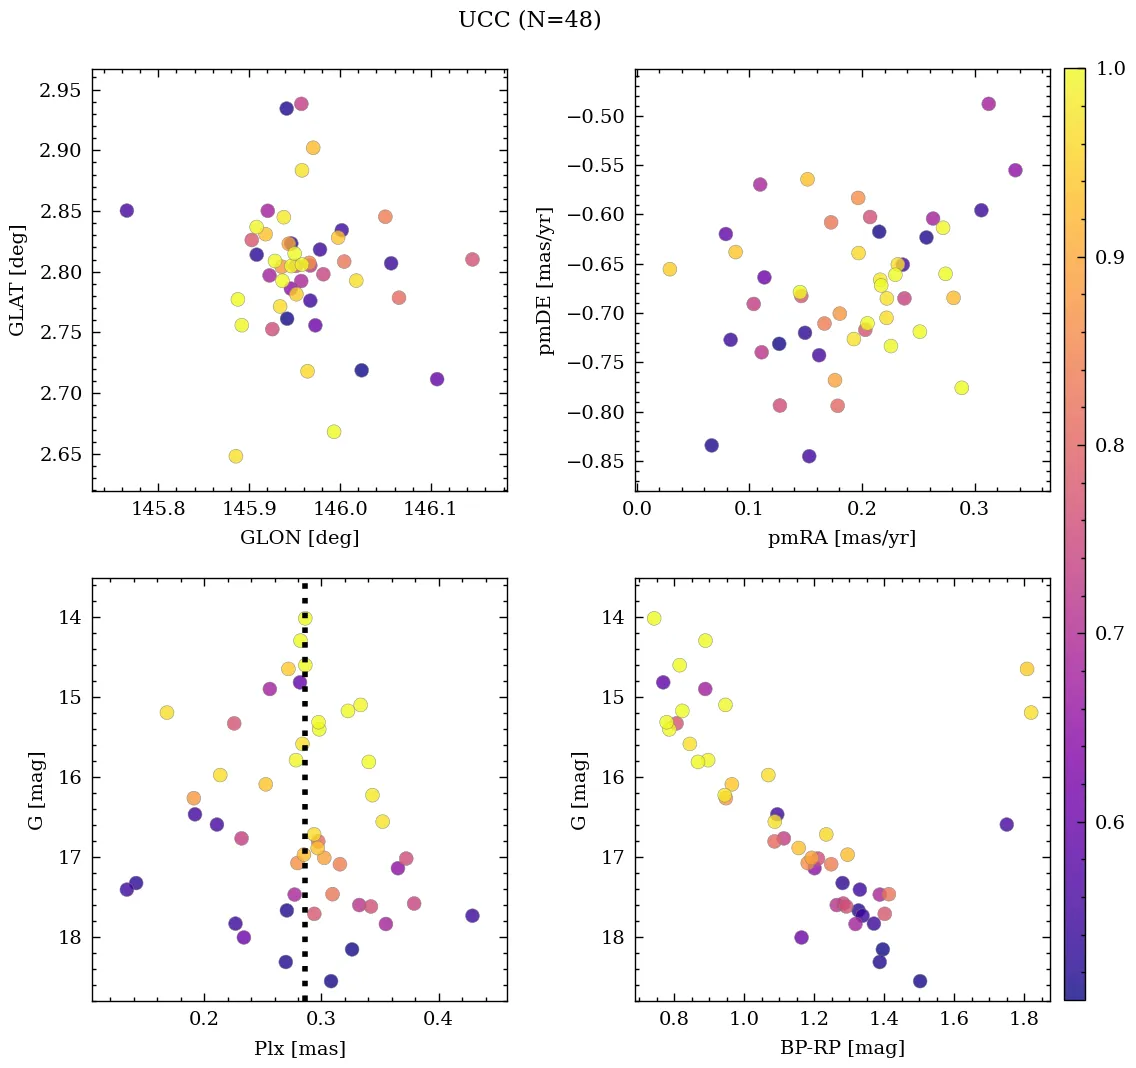 UCC (N=48)
2.95
2.90
2.85
2.80
2.75
2.70
2.65
GLAT [deg]
145.8 145.9 146.0 146.1
GLON [deg]
−0.50
−0.55
−0.60
−0.65
−0.70
−0.75
−0.80
−0.85
pmDE [mas/yr]
0.0 0.1 0.2 0.3
pmRA [mas/yr]
1.0
0.9
0.8
0.7
0.6
14
15
16
17
18
G [mag]
0.2 0.3 0.4
Plx [mas]
14
15
16
17
18
G [mag]
0.8 1.0 1.2 1.4 1.6 1.8
BP-RP [mag]